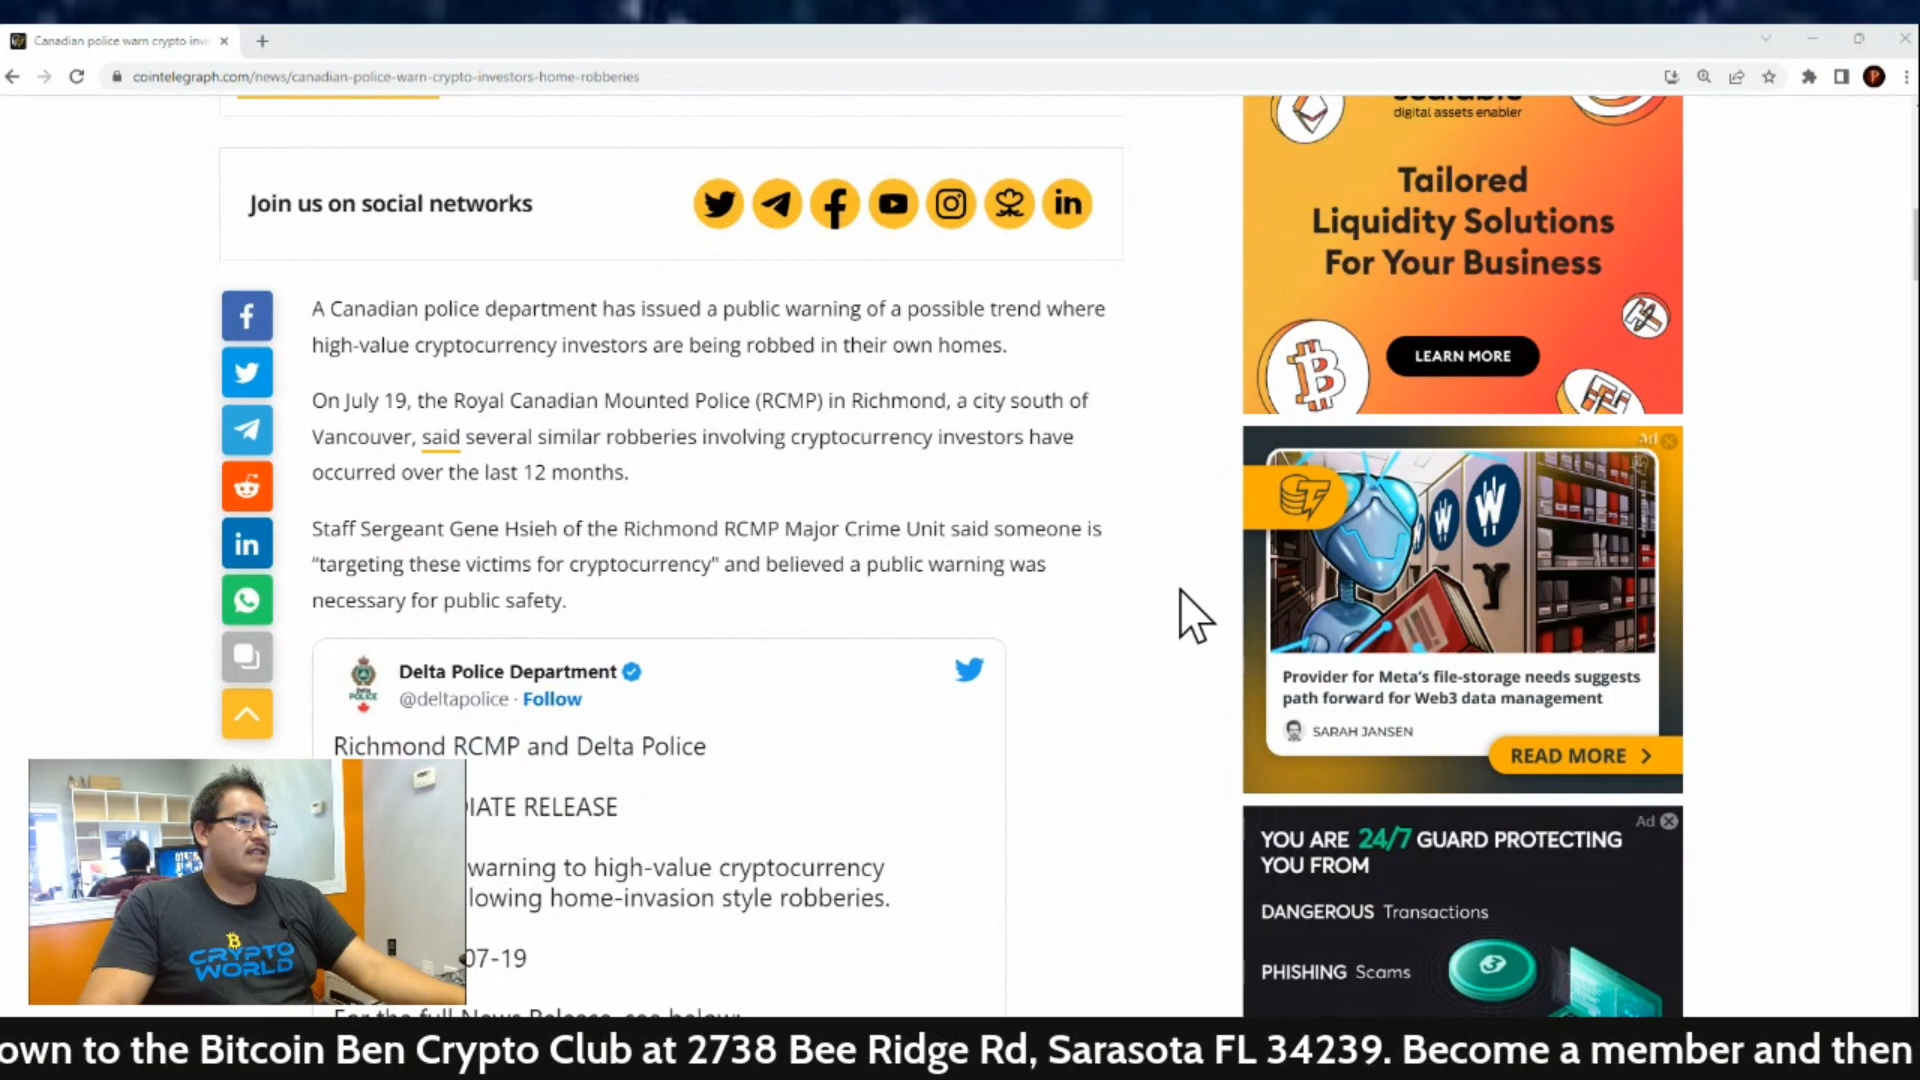 Canadian police warn crypto inve
cointelegraph.com/news/canadian-police-warn-crypto-investors-home-robberies
Join us on social networks
A Canadian police department has issued a public warning of a possible trend where
high-value cryptocurrency investors are being robbed in their own homes.
On July 19, the Royal Canadian Mounted Police (RCMP) in Richmond, a city south of
Vancouver, said several similar robberies involving cryptocurrency investors have
occurred over the last 12 months.
Staff Sergeant Gene Hsieh of the Richmond RCMP Major Crime Unit said someone is
“targeting these victims for cryptocurrency" and believed a public warning was
necessary for public safety.
Delta Police Department
@deltapolice · Follow
Richmond RCMP and Delta Police
IATE RELEASE
warning to high-value cryptocurrency
lowing home-invasion style robberies.
07-19
For the full News Release, see below:
CRYPTO
WORLD
digital assets enabler
Tailored
Liquidity Solutions
For Your Business
LEARN MORE
Ad
Provider for Meta’s file-storage needs suggests
path forward for Web3 data management
SARAH JANSEN
READ MORE
Ad
YOU ARE 24/7 GUARD PROTECTING
YOU FROM
DANGEROUS Transactions
PHISHING Scams
own to the Bitcoin Ben Crypto Club at 2738 Bee Ridge Rd, Sarasota FL 34239. Become a member and then